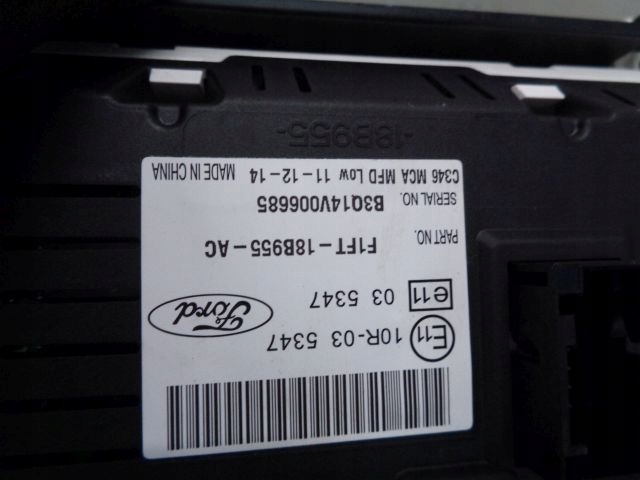 E11 10R-03 5347
e11 03 5347
Ford
PART NO.
F1FT-18B955-AC
SERIAL NO.
B3Q14V006685
C346 MCA MFD Low 11-12-14 MADE IN CHINA
-18B955-